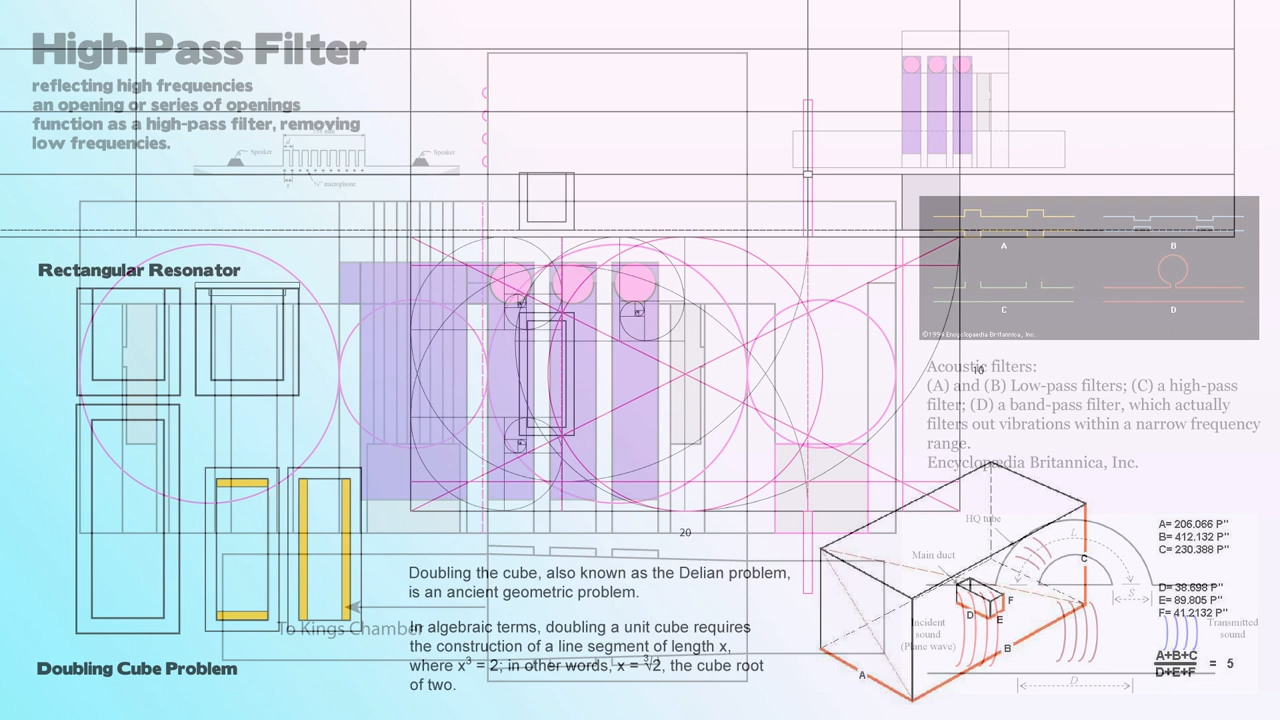 High-Pass Filter
reflecting high frequencies
an opening or series of openings
function as a high-pass filter, removing
low frequencies.
Speaker
Speaker
d
s
¼" microphone
Rectangular Resonator
A
B
C
D
©1994 Encyclopaedia Britannica, Inc.
10
Acoustic filters:
(A) and (B) Low-pass filters; (C) a high-pass
filter; (D) a band-pass filter, which actually
filters out vibrations within a narrow frequency
range.
Encyclopædia Britannica, Inc.
20
HQ tube
L
Main duct
S
C
A= 206.066 P"
B= 412.132 P"
C= 230.388 P"
D= 38.698 P"
E= 89.805 P"
F= 41.2132 P"
D
E
F
B
A
Incident
sound
(Plane wave)
Transmitted
sound
D
A+B+C
D+E+F
= 5
Doubling the cube, also known as the Delian problem,
is an ancient geometric problem.
To Kings Chamber
In algebraic terms, doubling a unit cube requires
the construction of a line segment of length x,
where x³ = 2; in other words, x = ∛2, the cube root
of two.
Doubling Cube Problem